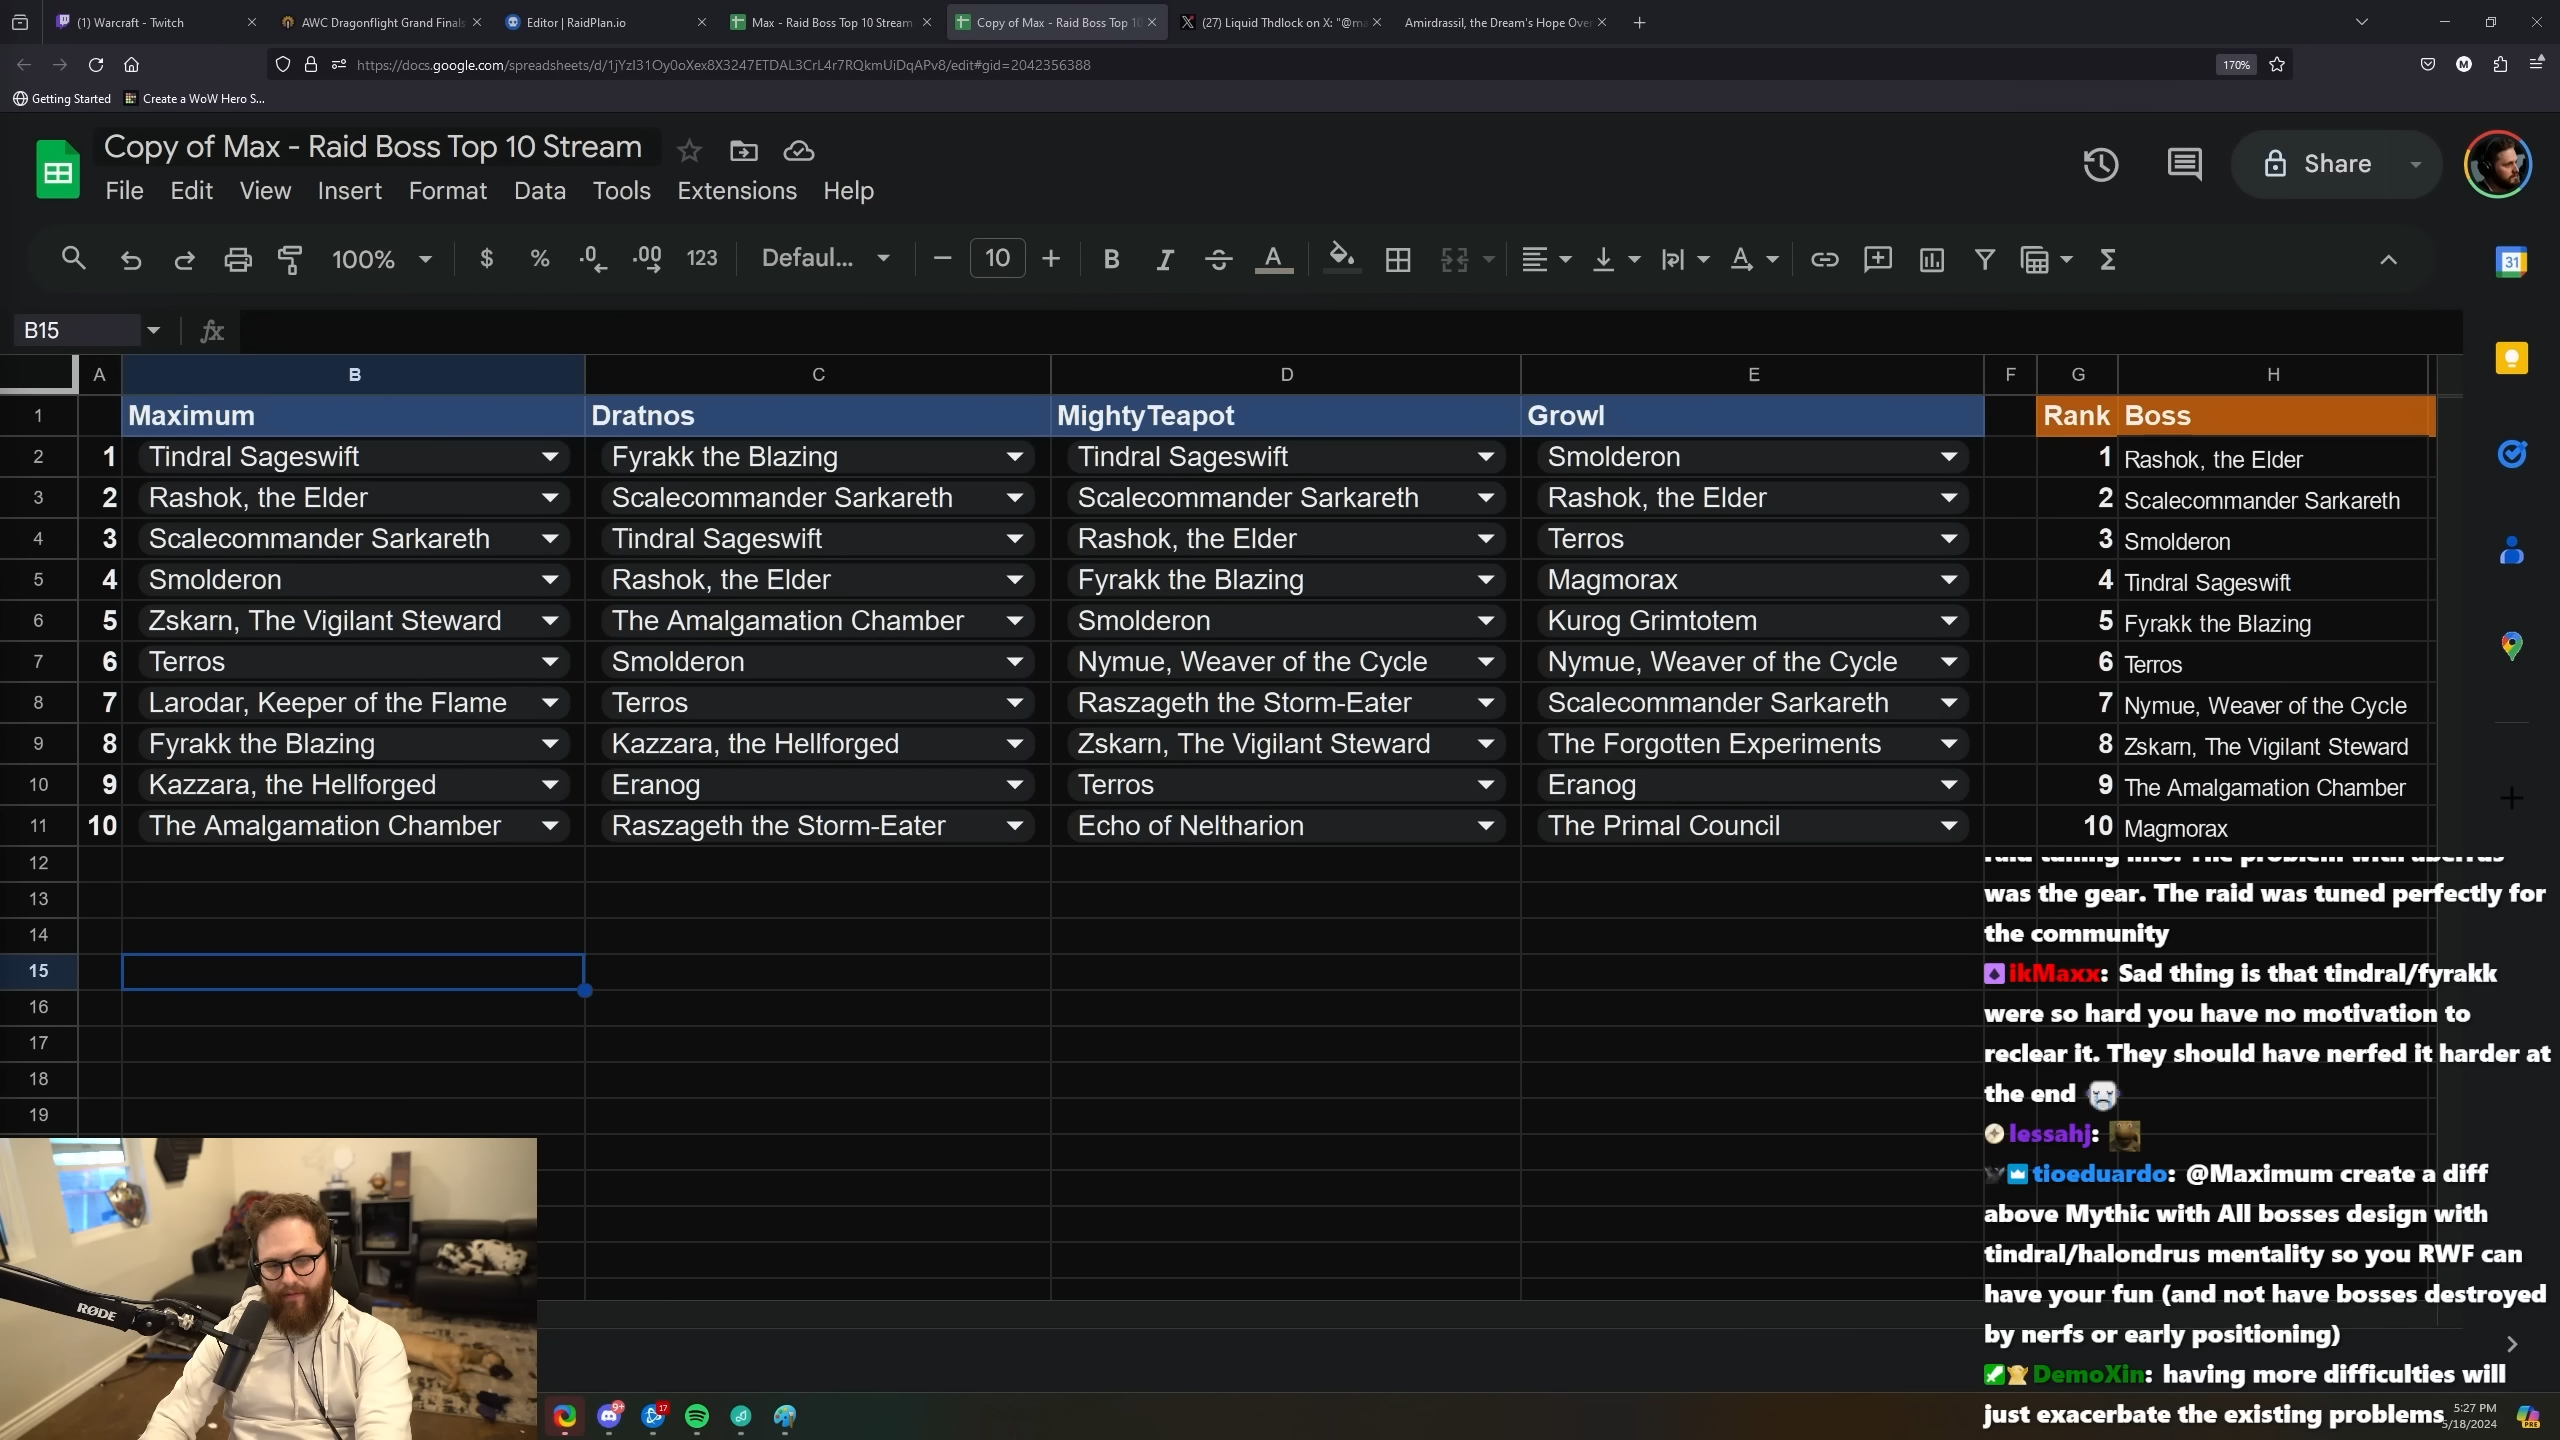 (1) Warcraft - Twitch
AWC Dragonflight Grand Finals
Editor | RaidPlan.io
Max - Raid Boss Top 10 Stream
Copy of Max - Raid Boss Top 10
(27) Liquid Thdlock on X: "@ma
Amirdrassil, the Dream's Hope Over
https://docs.google.com/spreadsheets/d/1jYzI31Oy0oXex8X3247ETDAL3CrL4r7RQkmUiDqAPv8/edit#gid=2042356388
170%
Getting Started
Create a WoW Hero S...
Copy of Max - Raid Boss Top 10 Stream
File Edit View Insert Format Data Tools Extensions Help
Share
100% $ % .0 .00 123 Defaul... 10
B15
A B C D E F G H
1 Maximum Dratnos MightyTeapot Growl Rank Boss
2 1 Tindral Sageswift Fyrakk the Blazing Tindral Sageswift Smolderon 1 Rashok, the Elder
3 2 Rashok, the Elder Scalecommander Sarkareth Scalecommander Sarkareth Rashok, the Elder 2 Scalecommander Sarkareth
4 3 Scalecommander Sarkareth Tindral Sageswift Rashok, the Elder Terros 3 Smolderon
5 4 Smolderon Rashok, the Elder Fyrakk the Blazing Magmorax 4 Tindral Sageswift
6 5 Zskarn, The Vigilant Steward The Amalgamation Chamber Smolderon Kurog Grimtotem 5 Fyrakk the Blazing
7 6 Terros Smolderon Nymue, Weaver of the Cycle Nymue, Weaver of the Cycle 6 Terros
8 7 Larodar, Keeper of the Flame Terros Raszageth the Storm-Eater Scalecommander Sarkareth 7 Nymue, Weaver of the Cycle
9 8 Fyrakk the Blazing Kazzara, the Hellforged Zskarn, The Vigilant Steward The Forgotten Experiments 8 Zskarn, The Vigilant Steward
10 9 Kazzara, the Hellforged Eranog Terros Eranog 9 The Amalgamation Chamber
11 10 The Amalgamation Chamber Raszageth the Storm-Eater Echo of Neltharion The Primal Council 10 Magmorax
12
13
14
15
16
17
18
19
was the gear. The raid was tuned perfectly for
the community
ikMaxx: Sad thing is that tindral/fyrakk
were so hard you have no motivation to
reclear it. They should have nerfed it harder at
the end
lessahj:
tioeduardo: @Maximum create a diff
above Mythic with All bosses design with
tindral/halondrus mentality so you RWF can
have your fun (and not have bosses destroyed
by nerfs or early positioning)
DemoXin: having more difficulties will
just exacerbate the existing problems
RØDE
9+
17
31
5:27 PM
5/18/2024